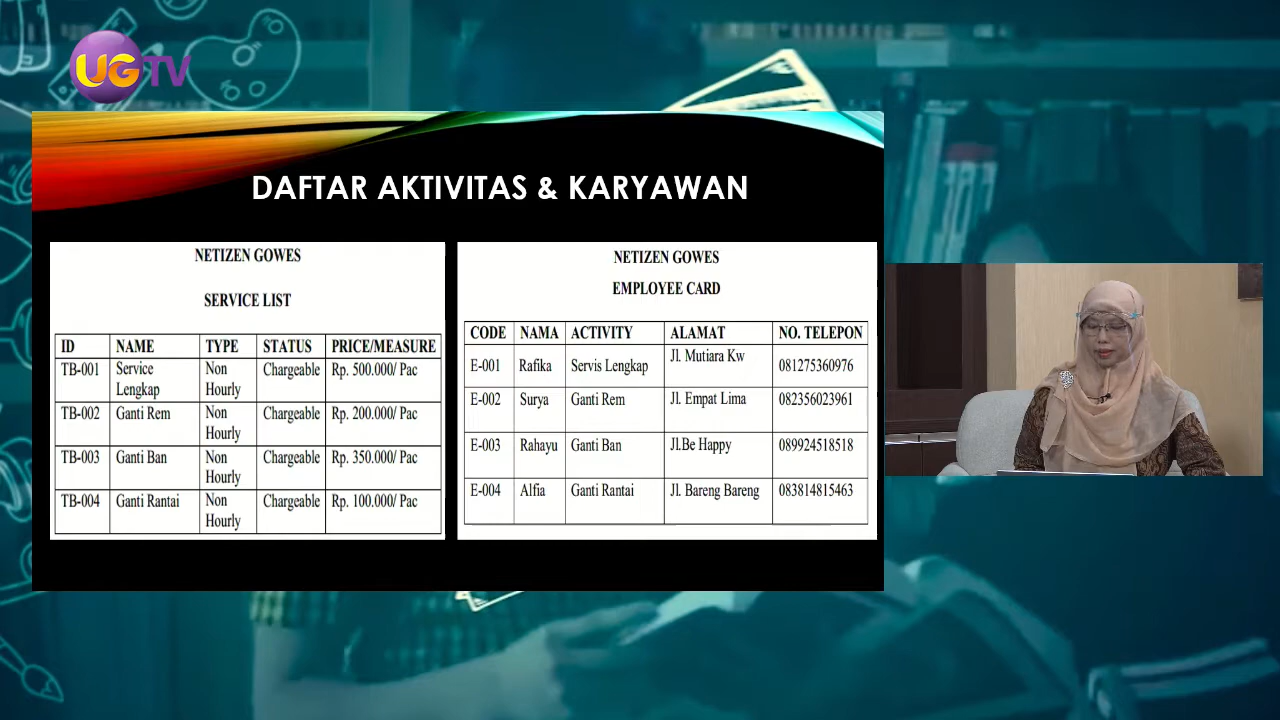 UGTV
DAFTAR AKTIVITAS & KARYAWAN
NETIZEN GOWES
SERVICE LIST
ID NAME TYPE STATUS PRICE/MEASURE
TB-001 Service Lengkap Non Hourly Chargeable Rp. 500.000/ Pac
TB-002 Ganti Rem Non Hourly Chargeable Rp. 200.000/ Pac
TB-003 Ganti Ban Non Hourly Chargeable Rp. 350.000/ Pac
TB-004 Ganti Rantai Non Hourly Chargeable Rp. 100.000/ Pac
NETIZEN GOWES
EMPLOYEE CARD
CODE NAMA ACTIVITY ALAMAT NO. TELEPON
E-001 Rafika Servis Lengkap Jl. Mutiara Kw 081275360976
E-002 Surya Ganti Rem Jl. Empat Lima 082356023961
E-003 Rahayu Ganti Ban Jl.Be Happy 089924518518
E-004 Alfia Ganti Rantai Jl. Bareng Bareng 083814815463